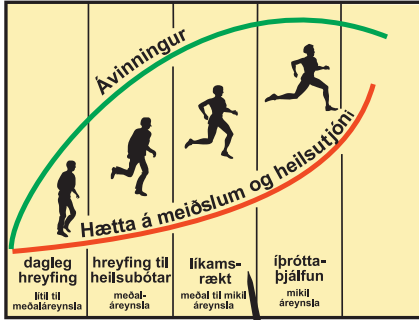 Ávinningur
Hætta á meiðslum og heilsutjóni
dagleg
hreyfing
lítil til
meðaláreynsla
hreyfing til
heilsubótar
meðal-
áreynsla
líkams-
rækt
meðal til mikil
áreynsla
íþrótta-
þjálfun
mikil
áreynsla